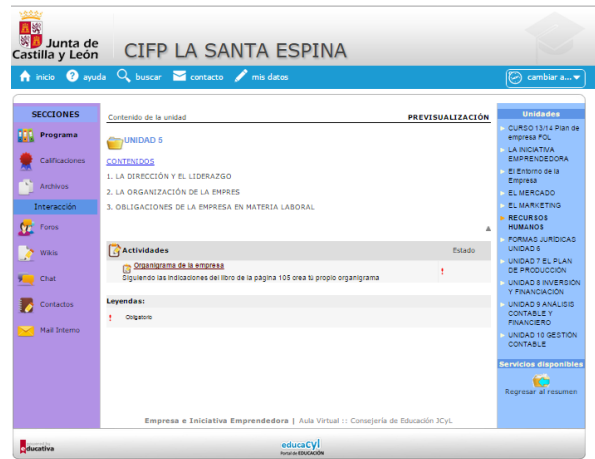 Junta de
Castilla y León
CIFP LA SANTA ESPINA
inicio ayuda buscar contacto mis datos cambiar a...
SECCIONES
Programa
Calificaciones
Archivos
Interacción
Foros
Wikis
Chat
Contactos
Mail Interno
Contenido de la unidad PREVISUALIZACIÓN
UNIDAD 5
CONTENIDOS
1. LA DIRECCIÓN Y EL LIDERAZGO
2. LA ORGANIZACIÓN DE LA EMPRES
3. OBLIGACIONES DE LA EMPRESA EN MATERIA LABORAL
Actividades Estado
Organigrama de la empresa
Siguiendo las indicaciones del libro de la página 105 crea tú propio organigrama !
Leyendas:
! Obligatorio
Unidades
CURSO 13/14 Plan de
empresa FOL
LA INICIATIVA
EMPRENDEDORA
El Entorno de la
Empresa
EL MERCADO
EL MARKETING
RECURSOS
HUMANOS
FORMAS JURÍDICAS
UNIDAD 6
UNIDAD 7 EL PLAN
DE PRODUCCIÓN
UNIDAD 8 INVERSIÓN
Y FINANCIACIÓN
UNIDAD 9 ANÁLISIS
CONTABLE Y
FINANCIERO
UNIDAD 10 GESTIÓN
CONTABLE
Servicios disponibles
Regresar al resumen
Empresa e Iniciativa Emprendedora | Aula Virtual :: Consejería de Educación JCyL
educativa
educacyl
Portal de EDUCACIÓN